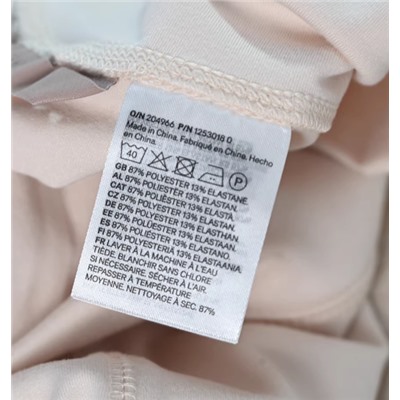 O/N 204966 P/N 1253018 0
Made in China. Fabriqué en Chine. Hecho
en China.
40 P
GB 87% POLYESTER 13% ELASTANE.
AL 87% POLIESTËR 13% ELASTAN.
CAT 87% POLIÈSTER 13% ELASTÀ.
CZ 87% POLYESTER 13% ELASTAN.
DE 87% POLYESTER 13% ELASTHAN.
EE 87% POLÜESTER 13% ELASTAAN.
ES 87% POLIÉSTER 13% ELASTANO.
FI 87% POLYESTERIÄ 13% ELASTAANIA.
FR LAVER À LA MACHINE À L'EAU
TIÈDE. BLANCHIR SANS CHLORE
SI NÉCESSAIRE. SÉCHER À L'AIR.
REPASSER À TEMPÉRATURE
MOYENNE. NETTOYAGE À SEC. 87%